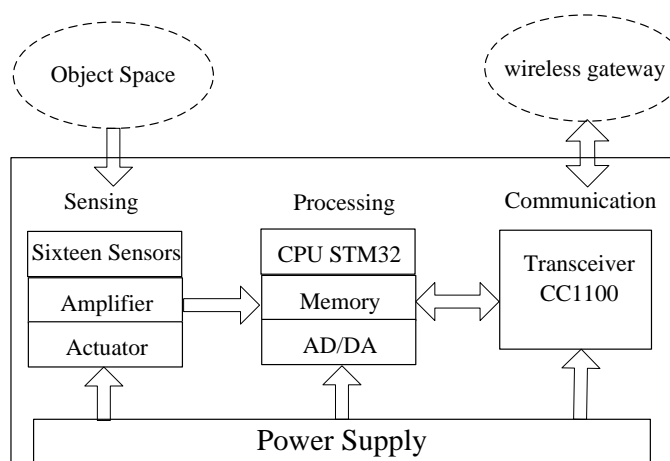 Object Space
wireless gateway
Sensing
Processing
Communication
Sixteen Sensors
Amplifier
Actuator
CPU STM32
Memory
AD/DA
Transceiver
CC1100
Power Supply